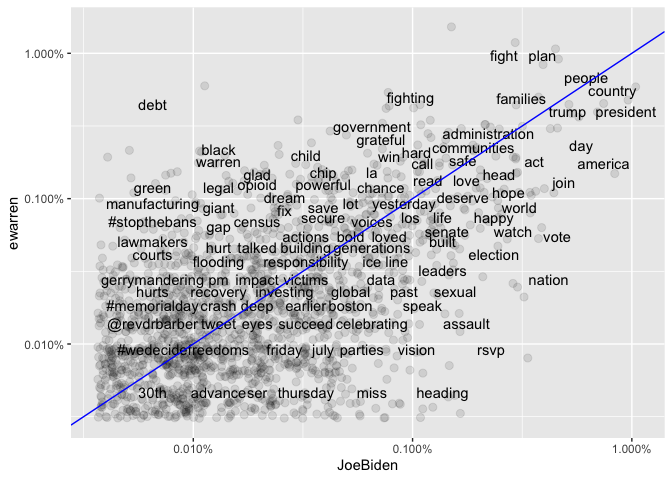 1.000%
fight plan
people
country
fighting
families
debt
trump president
government
administration
grateful
day
black
child
win hard
communities
warren
call
safe
act
america
glad
chip
la
read
love
head
join
green
legal opioid
powerful
chance
hope
0.100%
manufacturing
giant
dream
save lot
yesterday
deserve
world
fix
#stopthebans
gap census
secure
voices
los
life
happy
senate
watch
vote
lawmakers
actions
bold loved
built
hurt talked building generations
courts
flooding
responsibility
ice line
election
leaders
gerrymandering pm impact victims
data
nation
hurts
recovery investing
global
past
sexual
#memorialday crash deep
earlier boston
speak
@revdrbarber tweet eyes succeed celebrating
assault
0.010%
#wedecide freedoms
friday july parties
vision
rsvp
30th
advance ser
thursday
miss
heading
ewarren
0.010%
0.100%
1.000%
JoeBiden